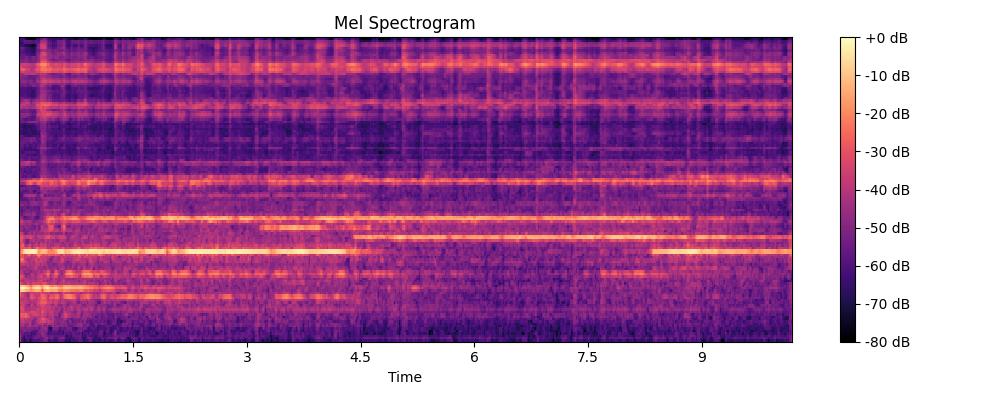 Mel Spectrogram
+0 dB
-10 dB
-20 dB
-30 dB
-40 dB
-50 dB
-60 dB
-70 dB
-80 dB
0 1.5 3 4.5 6 7.5 9
Time